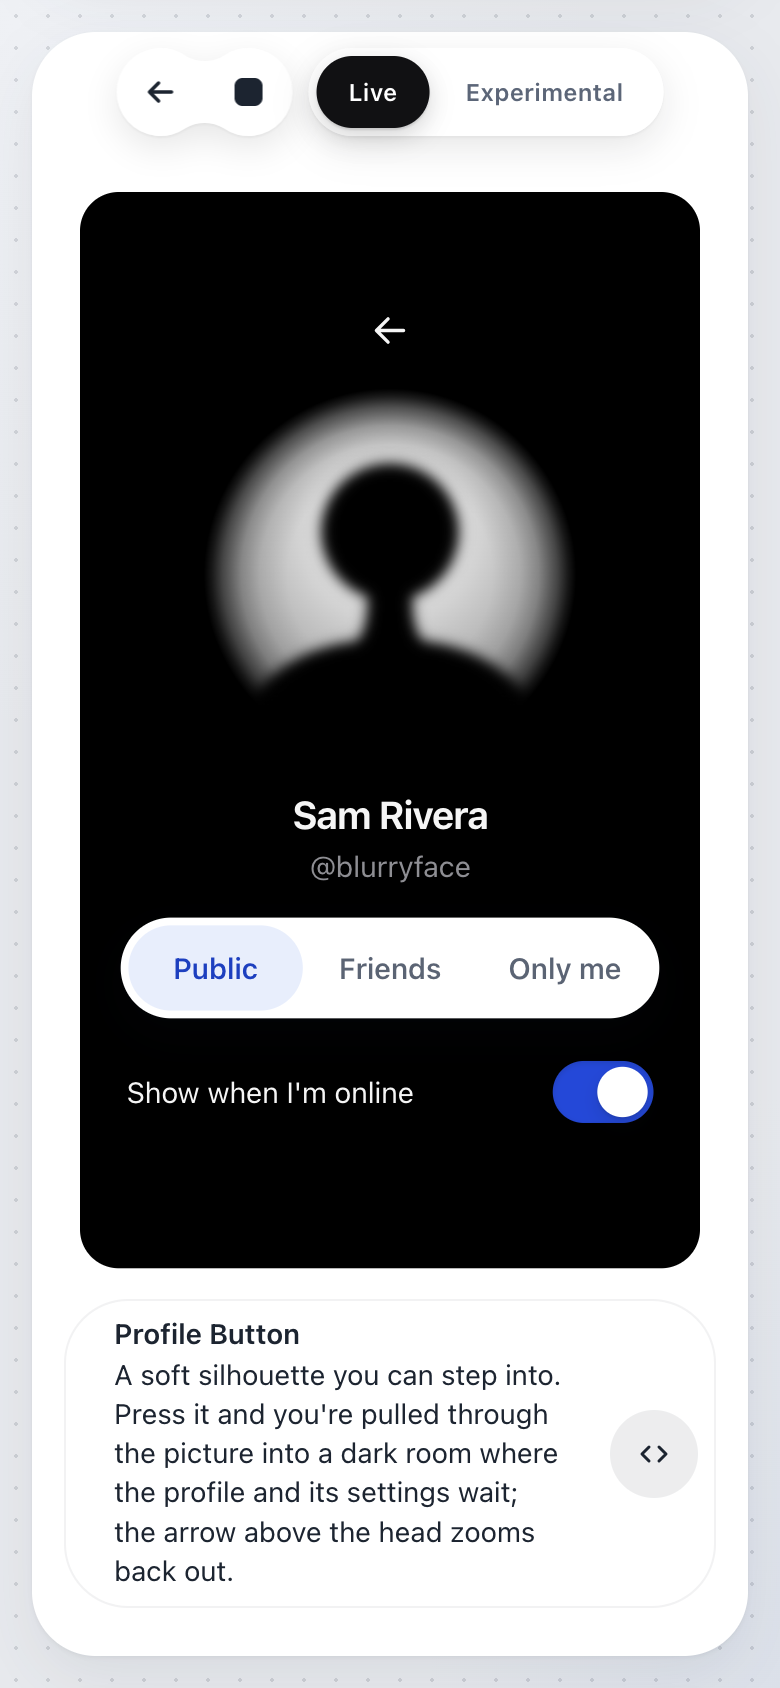 Live
Experimental
Sam Rivera
@blurryface
Public
Friends
Only me
Show when I'm online
Profile Button
A soft silhouette you can step into.
Press it and you're pulled through
the picture into a dark room where
the profile and its settings wait;
the arrow above the head zooms
back out.